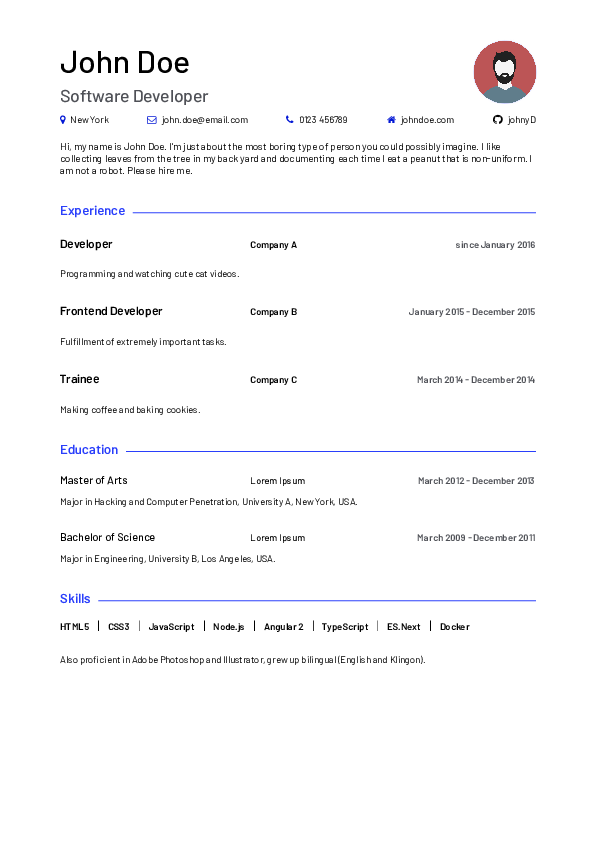 John Doe
Software Developer
New York john.doe@email.com 0123 456789 johndoe.com johnyD
Hi, my name is John Doe. I'm just about the most boring type of person you could possibly imagine. I like
collecting leaves from the tree in my back yard and documenting each time I eat a peanut that is non-uniform. I
am not a robot. Please hire me.
Experience
Developer Company A since January 2016
Programming and watching cute cat videos.
Frontend Developer Company B January 2015 - December 2015
Fulfillment of extremely important tasks.
Trainee Company C March 2014 - December 2014
Making coffee and baking cookies.
Education
Master of Arts Lorem Ipsum March 2012 - December 2013
Major in Hacking and Computer Penetration, University A, New York, USA.
Bachelor of Science Lorem Ipsum March 2009 - December 2011
Major in Engineering, University B, Los Angeles, USA.
Skills
HTML5 | CSS3 | JavaScript | Node.js | Angular 2 | TypeScript | ES.Next | Docker
Also proficient in Adobe Photoshop and Illustrator, grew up bilingual (English and Klingon).